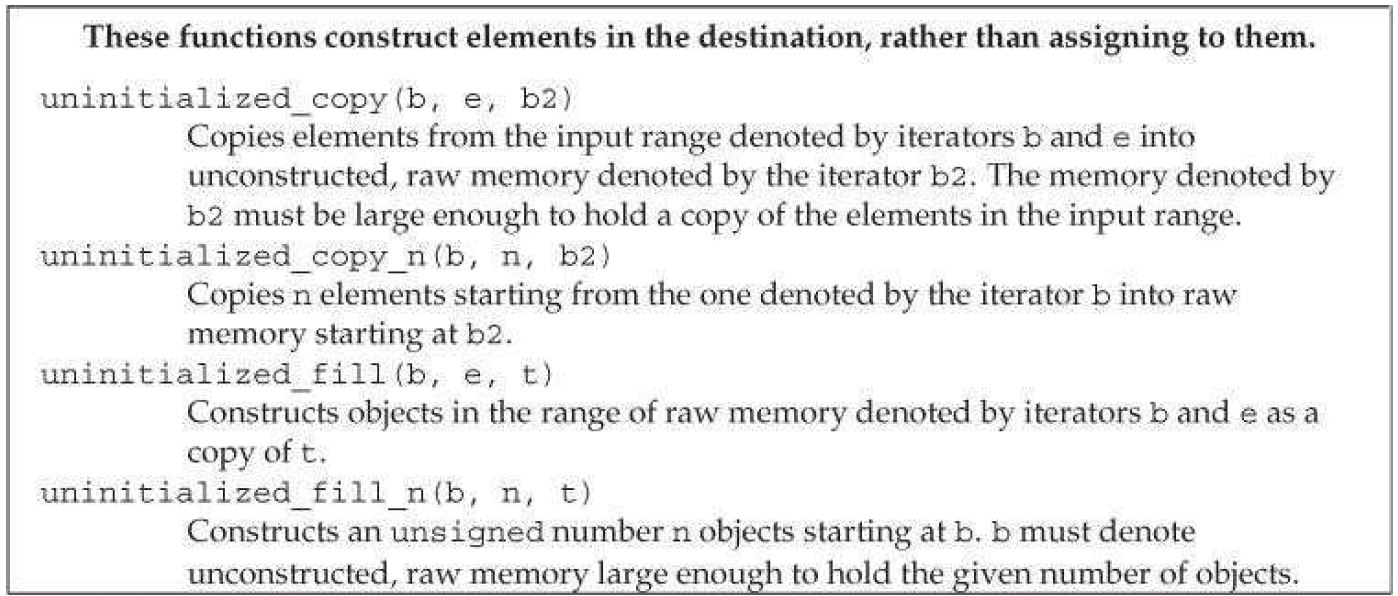 These functions construct elements in the destination, rather than assigning to them.
uninitialized_copy(b, e, b2)
Copies elements from the input range denoted by iterators b and e into
unconstructed, raw memory denoted by the iterator b2. The memory denoted by
b2 must be large enough to hold a copy of the elements in the input range.
uninitialized_copy_n(b, n, b2)
Copies n elements starting from the one denoted by the iterator b into raw
memory starting at b2.
uninitialized_fill(b, e, t)
Constructs objects in the range of raw memory denoted by iterators b and e as a
copy of t.
uninitialized_fill_n(b, n, t)
Constructs an unsigned number n objects starting at b. b must denote
unconstructed, raw memory large enough to hold the given number of objects.